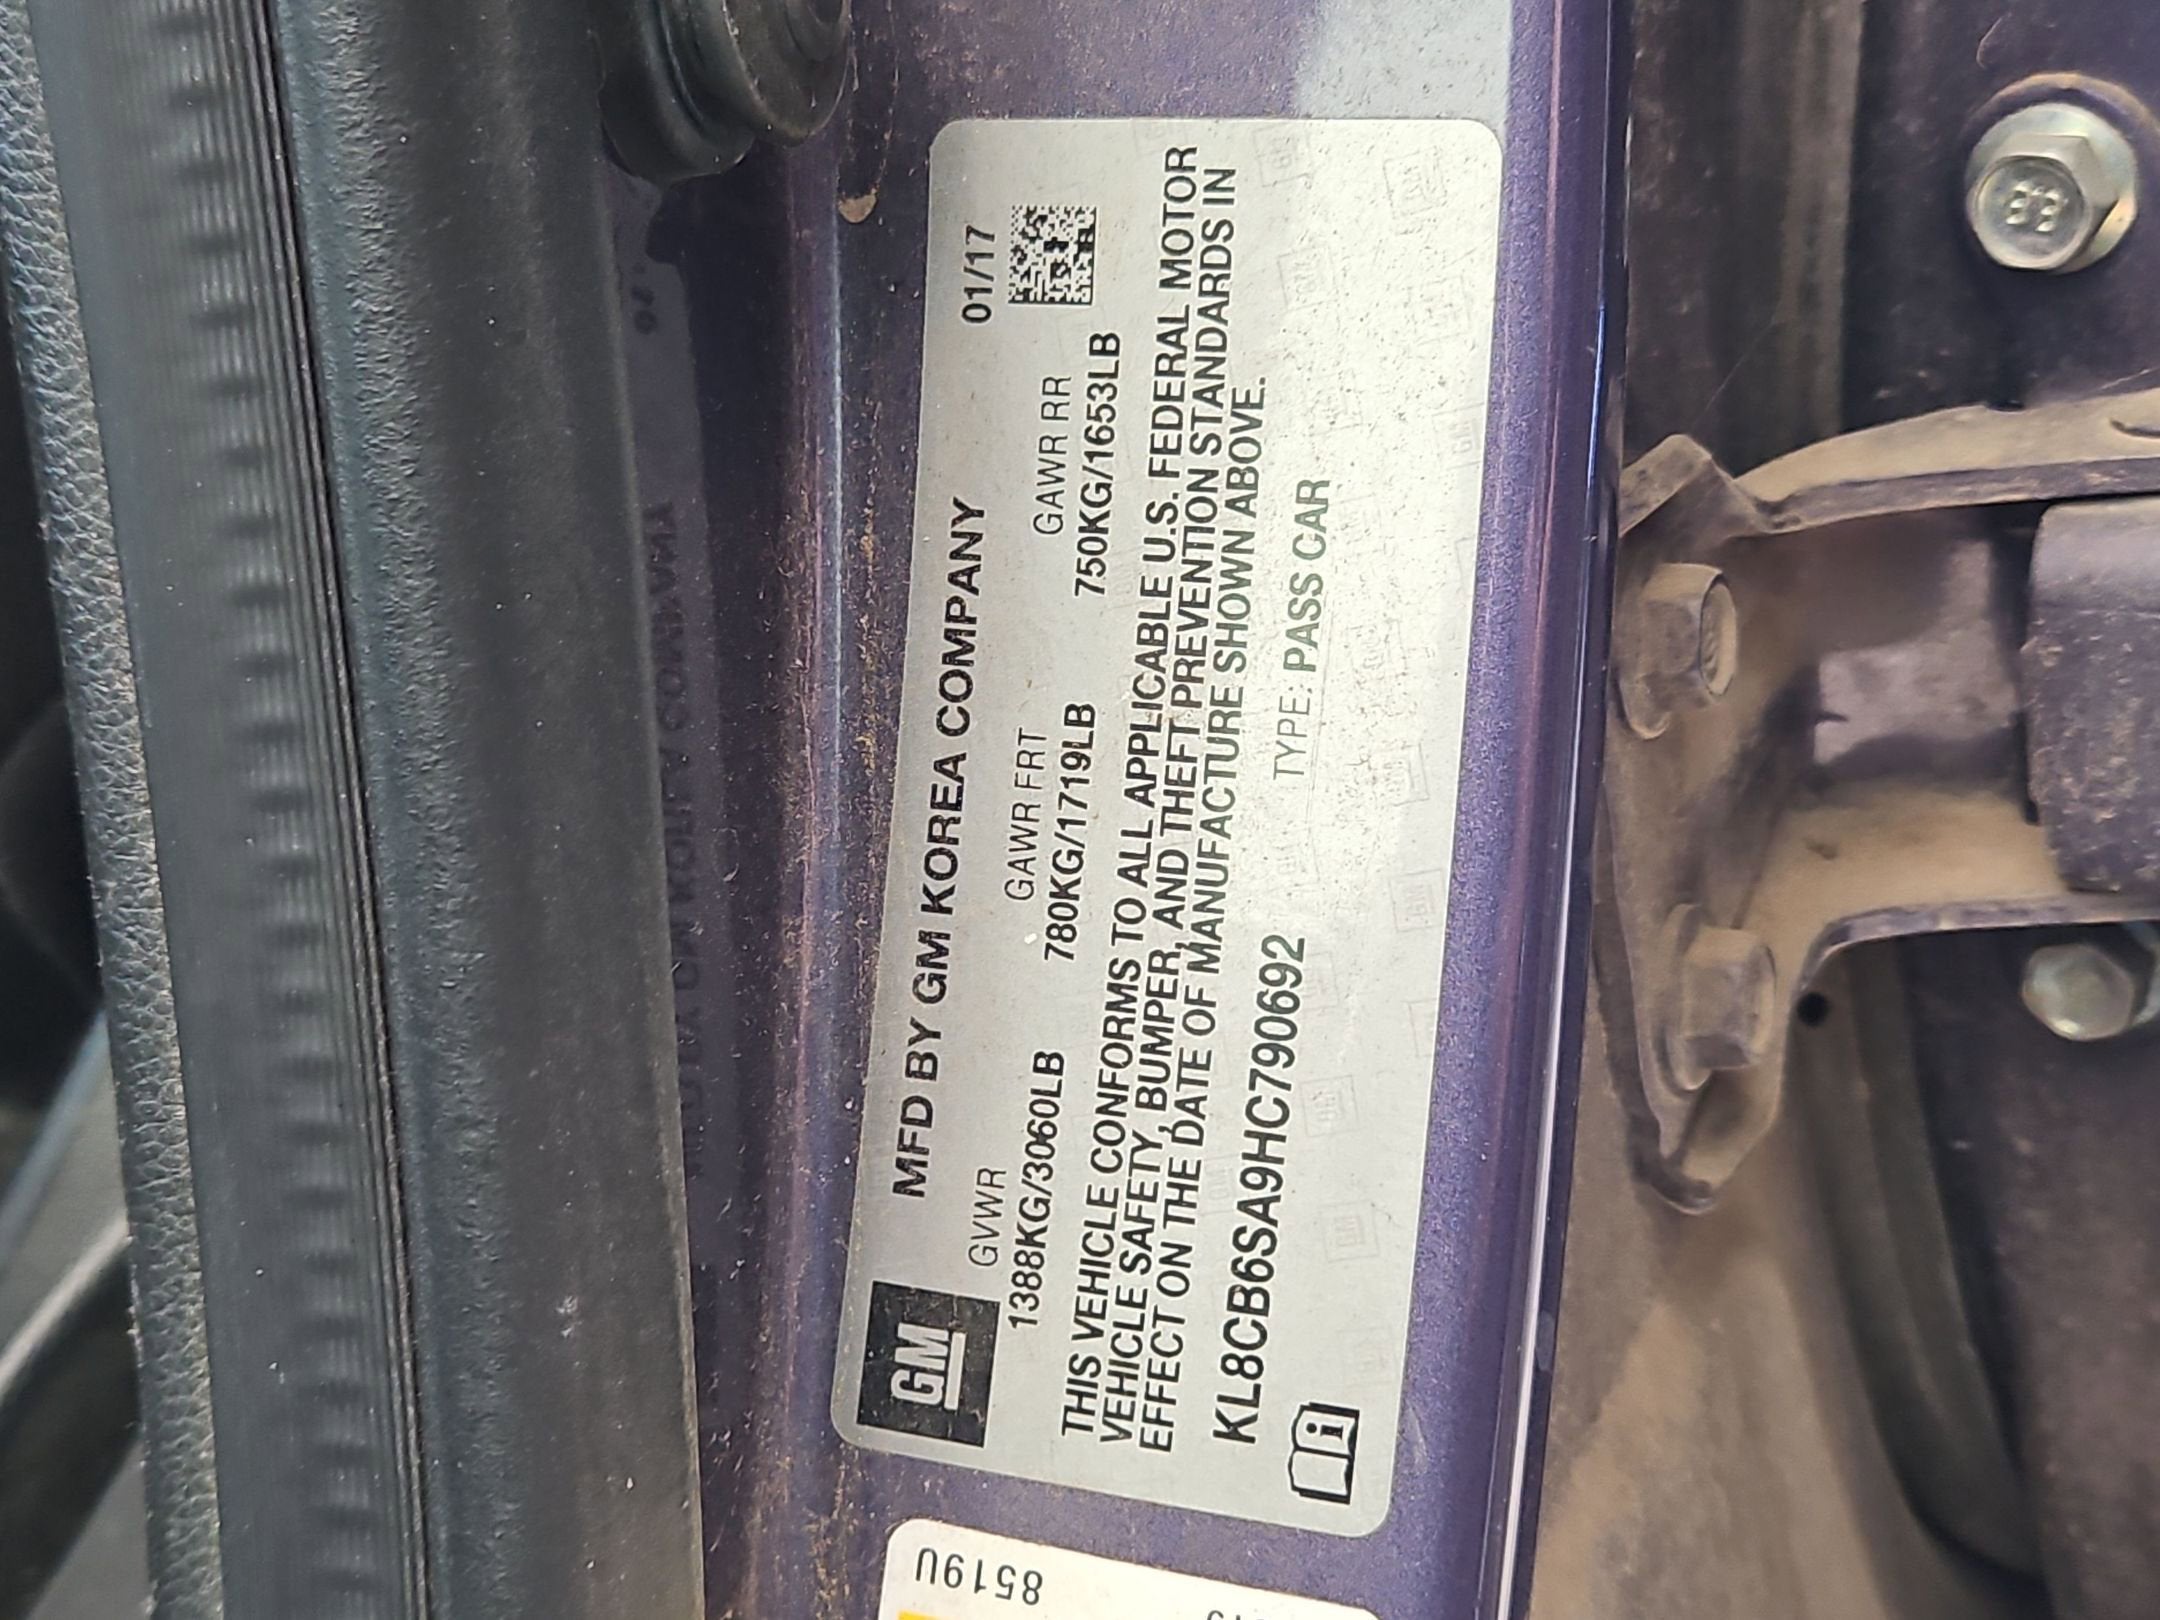 GM
MFD BY GM KOREA COMPANY
01/17
GVWR
GAWR FRT
GAWR RR
1388KG/3060LB
780KG/1719LB
750KG/1653LB
THIS VEHICLE CONFORMS TO ALL APPLICABLE U.S. FEDERAL MOTOR
VEHICLE SAFETY, BUMPER, AND THEFT PREVENTION STANDARDS IN
EFFECT ON THE DATE OF MANUFACTURE SHOWN ABOVE.
KL8CB6SA9HC790692
TYPE: PASS CAR
8519U